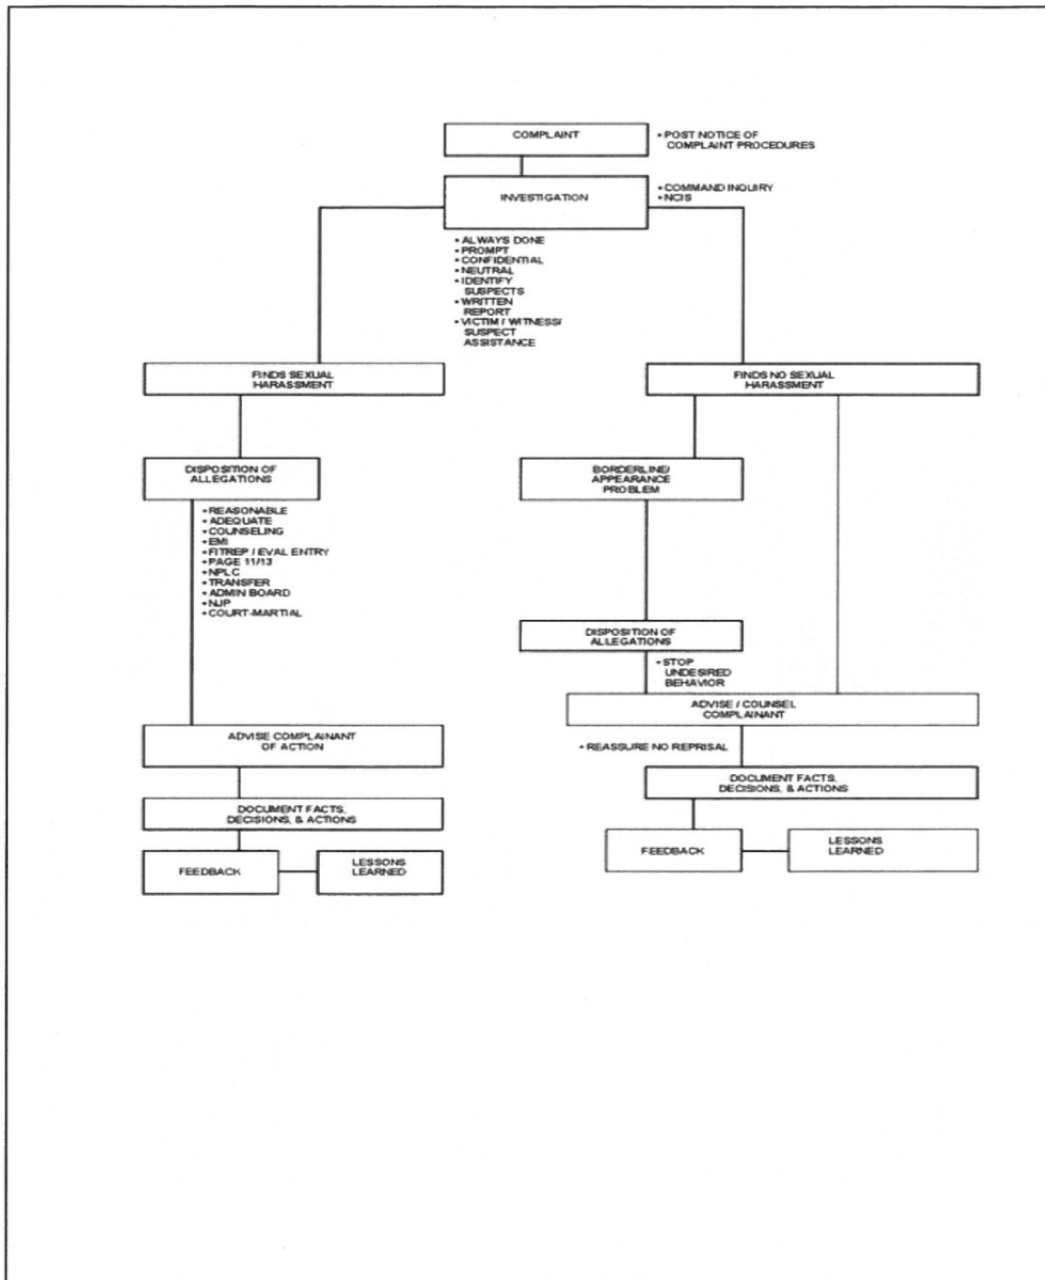 COMPLAINT
• POST NOTICE OF
COMPLAINT PROCEDURES
INVESTIGATION
• COMMAND INQUIRY
• NCIS
• ALWAYS DONE
• PROMPT
• CONFIDENTIAL
• NEUTRAL
• IDENTIFY
SUSPECTS
• WRITTEN
REPORT
• VICTIM / WITNESS/
SUSPECT
ASSISTANCE
FINDS SEXUAL
HARASSMENT
DISPOSITION OF
ALLEGATIONS
• REASONABLE
• ADEQUATE
• COUNSELING
• EMI
• FITREP / EVAL ENTRY
• PAGE 11/13
• NPLC
• TRANSFER
• ADMIN BOARD
• NJP
• COURT-MARTIAL
ADVISE COMPLAINANT
OF ACTION
DOCUMENT FACTS,
DECISIONS, & ACTIONS
FEEDBACK
LESSONS
LEARNED
FINDS NO SEXUAL
HARASSMENT
BORDERLINE/
APPEARANCE
PROBLEM
DISPOSITION OF
ALLEGATIONS
• STOP
UNDESIRED
BEHAVIOR
ADVISE / COUNSEL
COMPLAINANT
• REASSURE NO REPRISAL
DOCUMENT FACTS,
DECISIONS, & ACTIONS
FEEDBACK
LESSONS
LEARNED